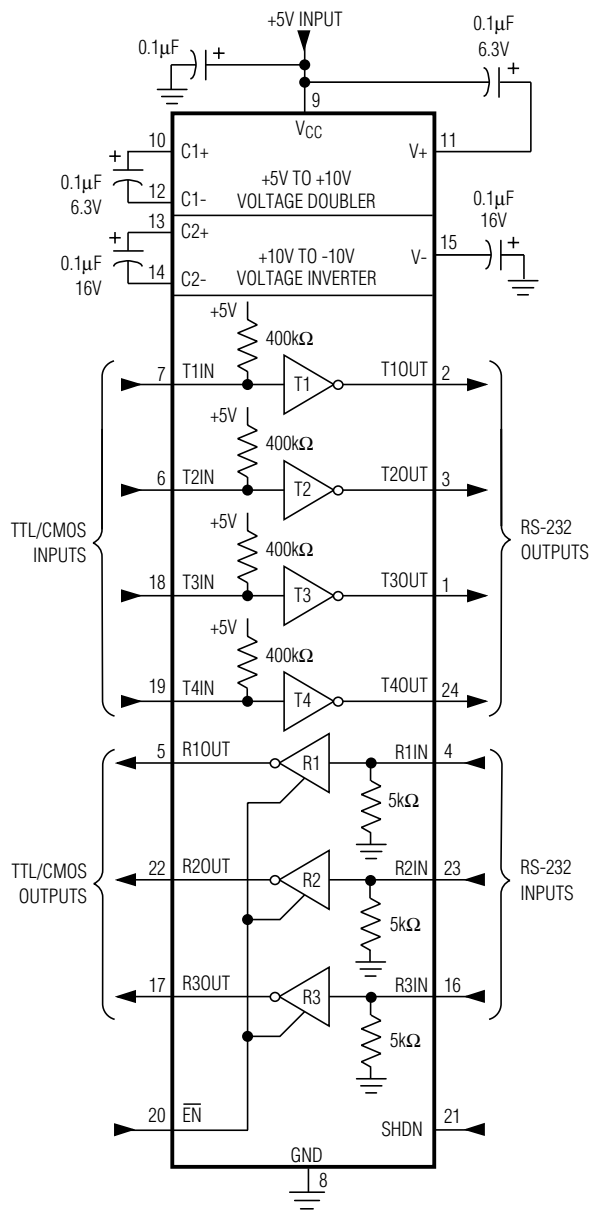 +5V INPUT
0.1µF
0.1µF
6.3V
9
VCC
10
C1+
V+
11
0.1µF
6.3V
+5V TO +10V
VOLTAGE DOUBLER
12
C1-
13
C2+
0.1µF
16V
+10V TO -10V
VOLTAGE INVERTER
V-
15
0.1µF
16V
14
C2-
+5V
400kΩ
7
T1IN
T1
T1OUT
2
+5V
400kΩ
6
T2IN
T2
T2OUT
3
TTL/CMOS
INPUTS
RS-232
OUTPUTS
+5V
400kΩ
18
T3IN
T3
T3OUT
1
+5V
400kΩ
19
T4IN
T4
T4OUT
24
5
R1OUT
R1
R1IN
4
5kΩ
TTL/CMOS
OUTPUTS
22
R2OUT
R2
R2IN
23
RS-232
INPUTS
5kΩ
17
R3OUT
R3
R3IN
16
5kΩ
20
EN
SHDN
21
GND
8